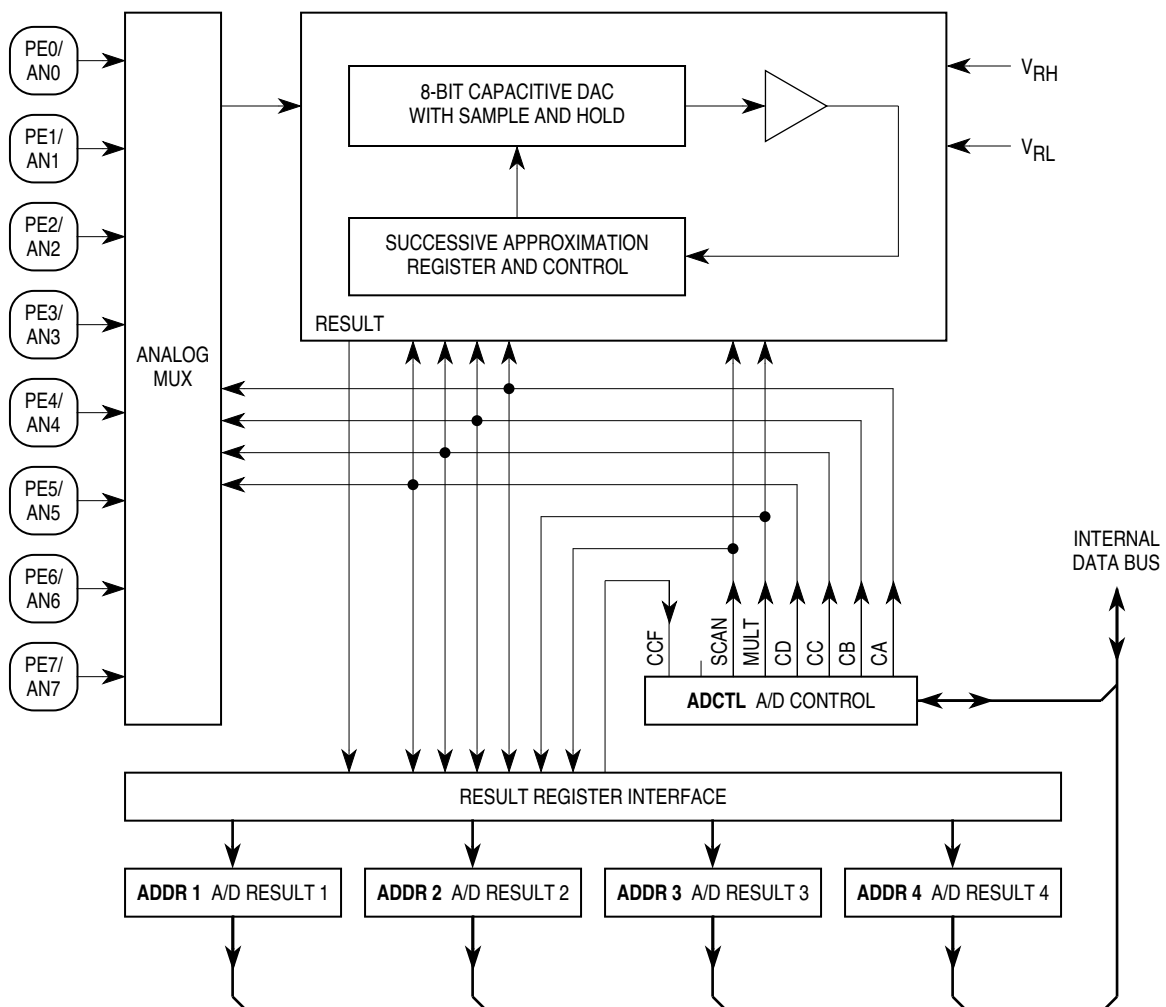 PE0/
AN0
PE1/
AN1
PE2/
AN2
PE3/
AN3
PE4/
AN4
PE5/
AN5
PE6/
AN6
PE7/
AN7
ANALOG
MUX
8-BIT CAPACITIVE DAC
WITH SAMPLE AND HOLD
SUCCESSIVE APPROXIMATION
REGISTER AND CONTROL
RESULT
VRH
VRL
INTERNAL
DATA BUS
CCF
SCAN
MULT
CD
CC
CB
CA
ADCTL A/D CONTROL
RESULT REGISTER INTERFACE
ADDR 1 A/D RESULT 1
ADDR 2 A/D RESULT 2
ADDR 3 A/D RESULT 3
ADDR 4 A/D RESULT 4